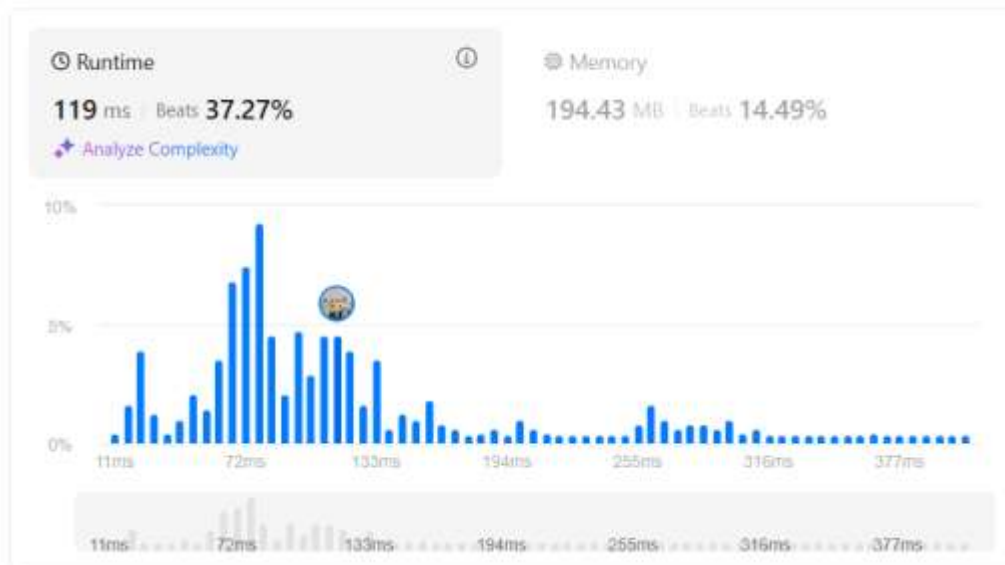 Runtime
119 ms | Beats 37.27%
Analyze Complexity
Memory
194.43 MB | Beats 14.49%
10%
5%
0%
11ms 72ms 133ms 194ms 255ms 316ms 377ms
11ms 72ms 133ms 194ms 255ms 316ms 377ms